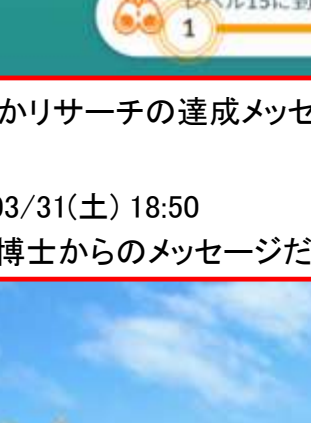 レベル15に到
1
かリサーチの達成メッセ
03/31(土) 18:50
博士からのメッセージだ